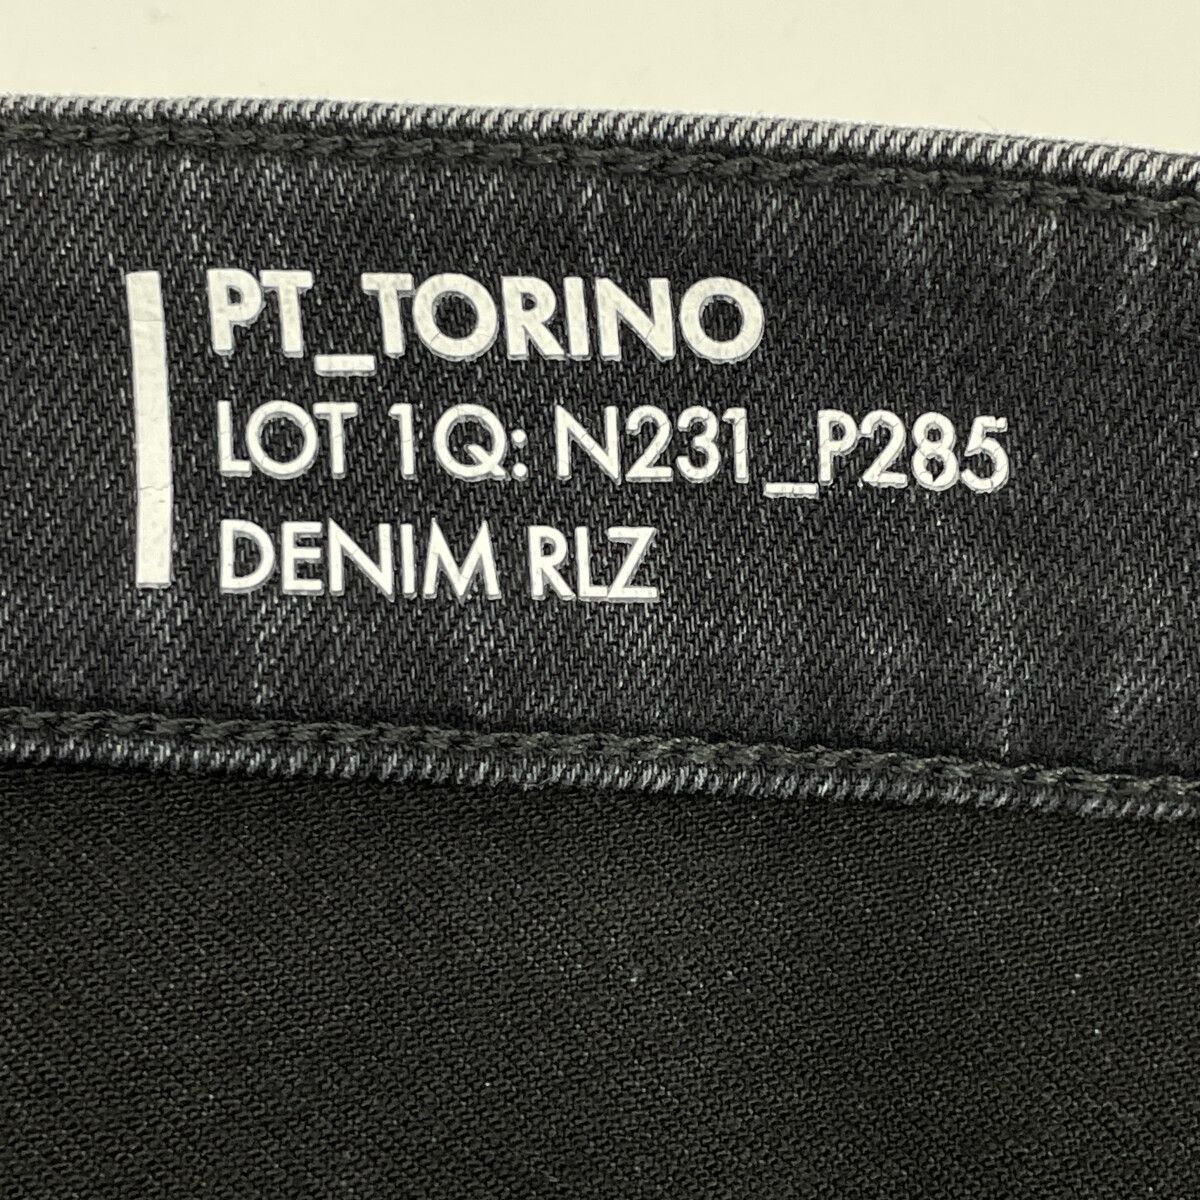 PT_TORINO
LOT 1Q: N231_P285
DENIM RLZ